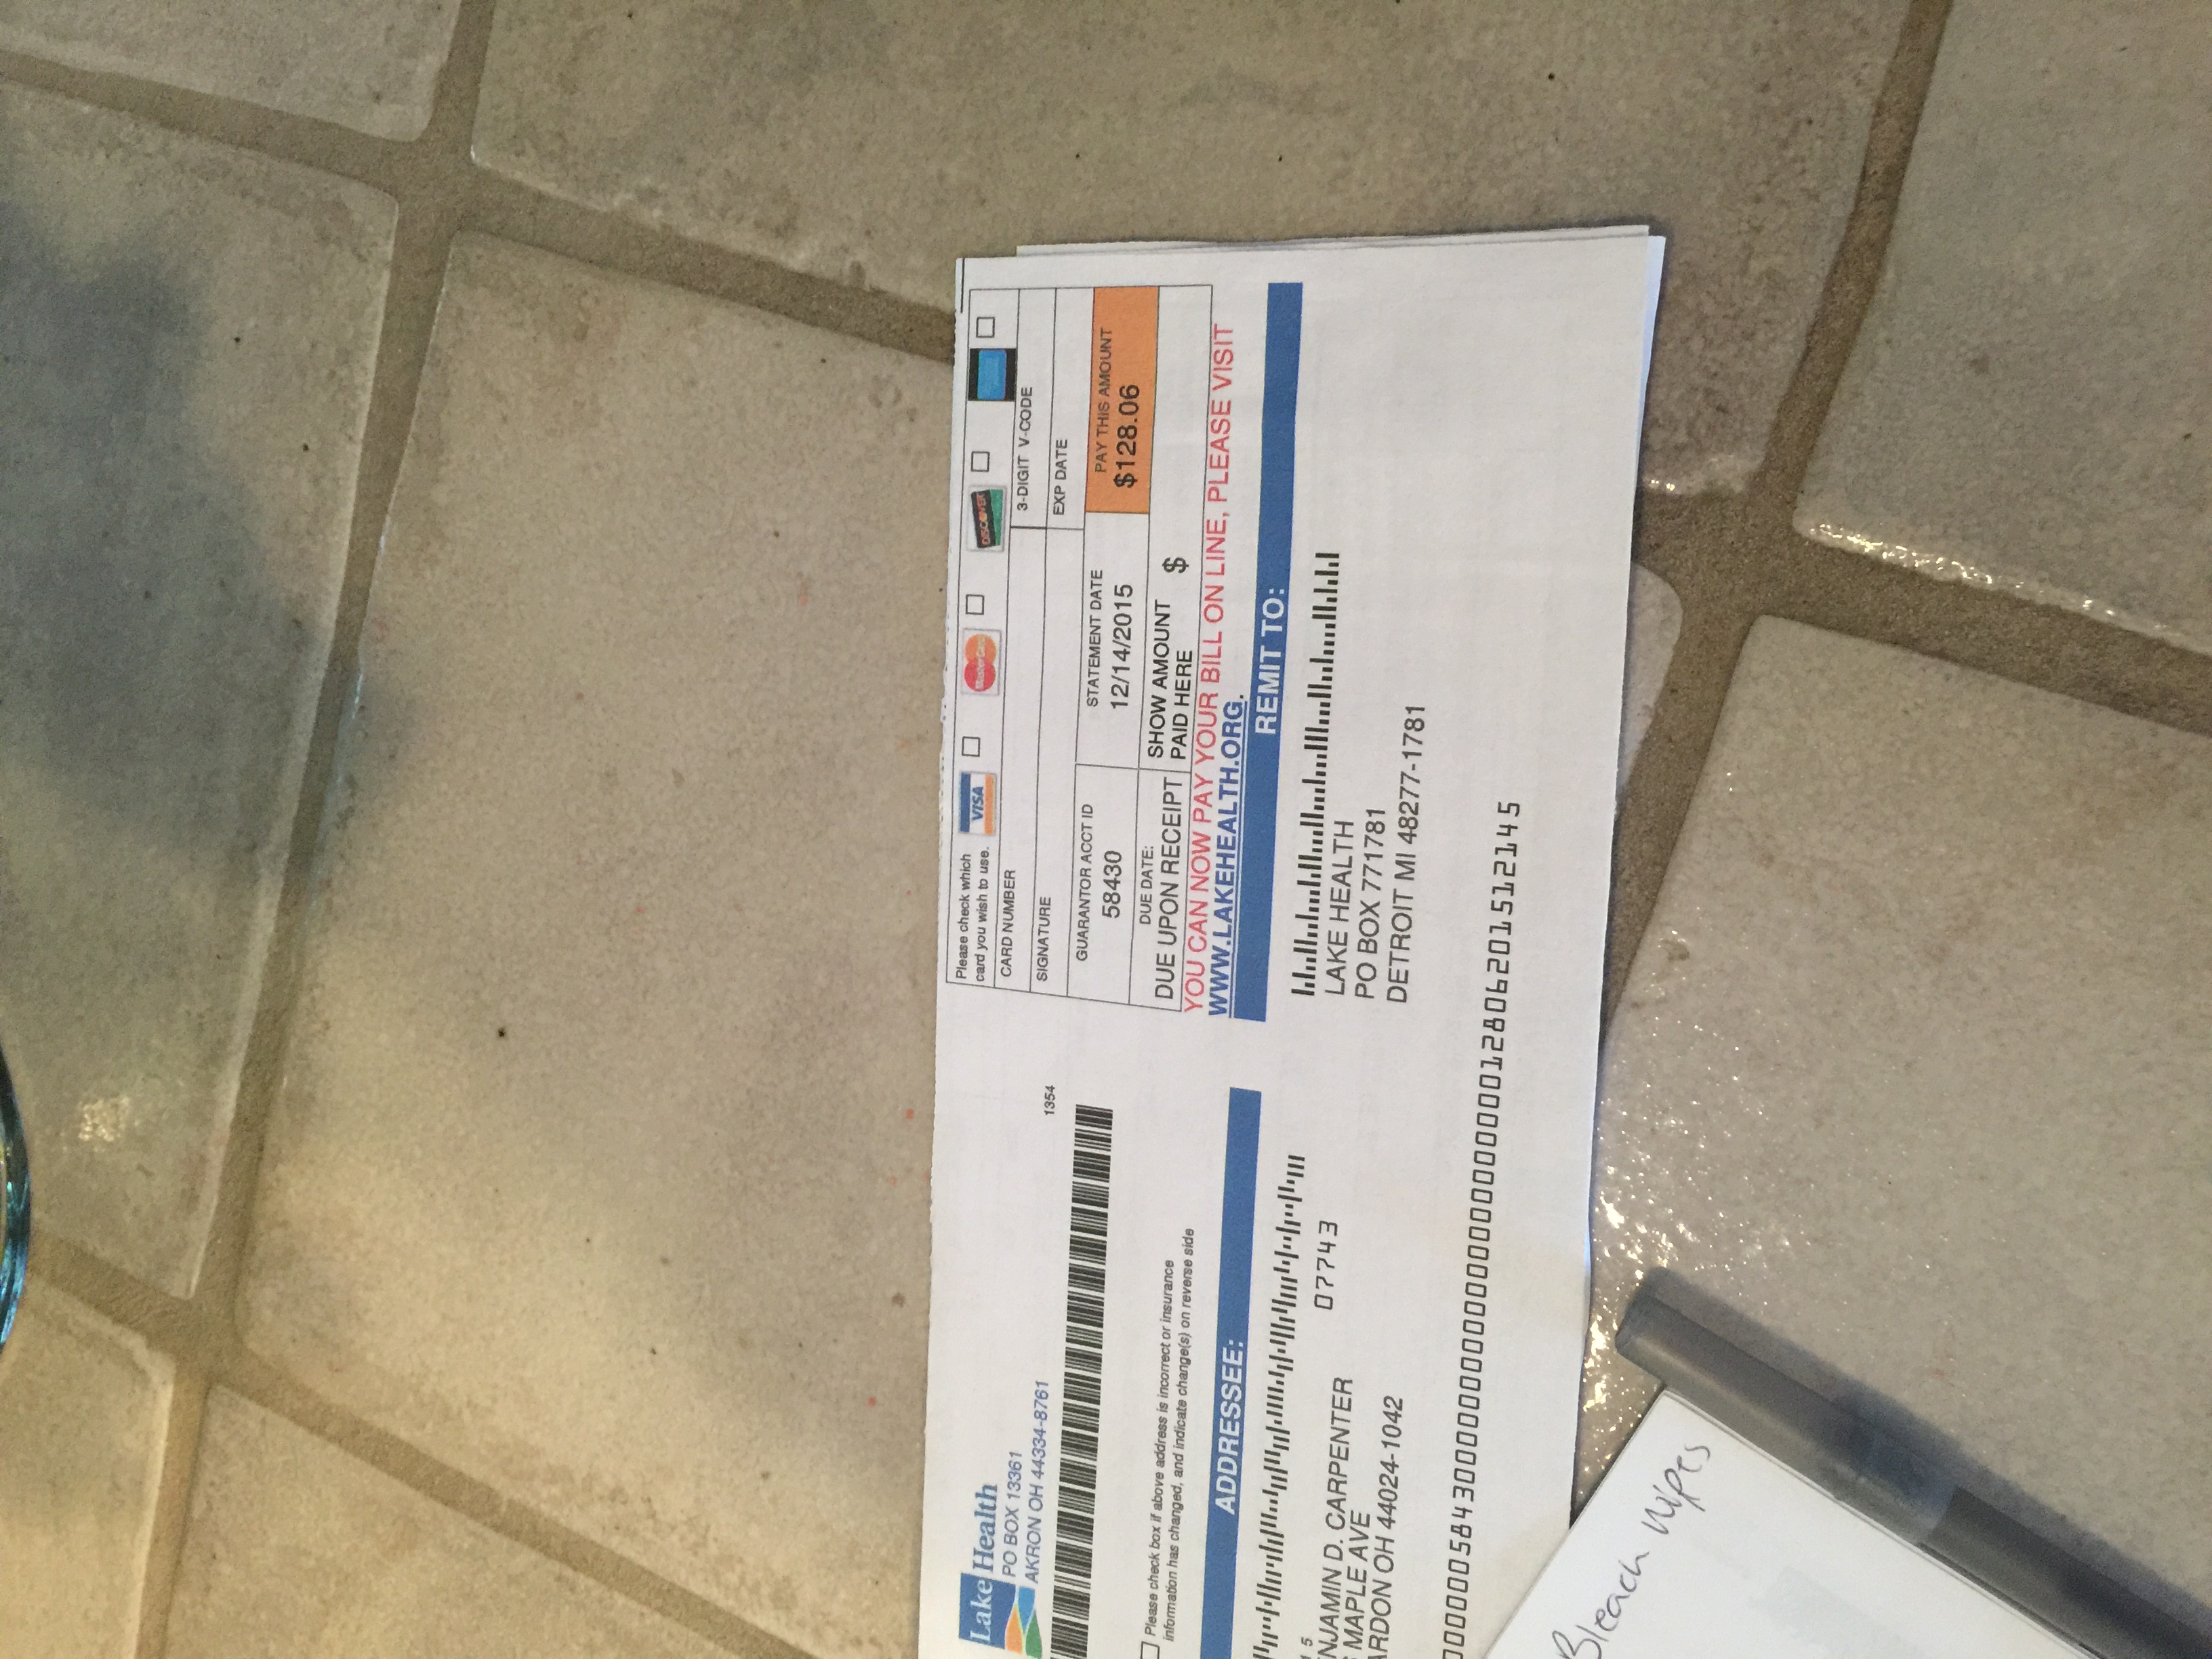 Lake Health
PO BOX 13361
AKRON OH 44334-8761
1354
Please check box if above address is incorrect or insurance
information has changed, and indicate change(s) on reverse side
Please check which
card you wish to use.
VISA
MasterCard
DISCOVER
CARD NUMBER
3-DIGIT V-CODE
SIGNATURE
EXP DATE
GUARANTOR ACCT ID
58430
STATEMENT DATE
12/14/2015
PAY THIS AMOUNT
$128.06
DUE DATE:
DUE UPON RECEIPT
SHOW AMOUNT
PAID HERE $
YOU CAN NOW PAY YOUR BILL ON LINE, PLEASE VISIT
WWW.LAKEHEALTH.ORG.
ADDRESSEE:
1 5
07743
NJAMIN D. CARPENTER
MAPLE AVE
ARDON OH 44024-1042
REMIT TO:
LAKE HEALTH
PO BOX 771781
DETROIT MI 48277-1781
Bleach wipes